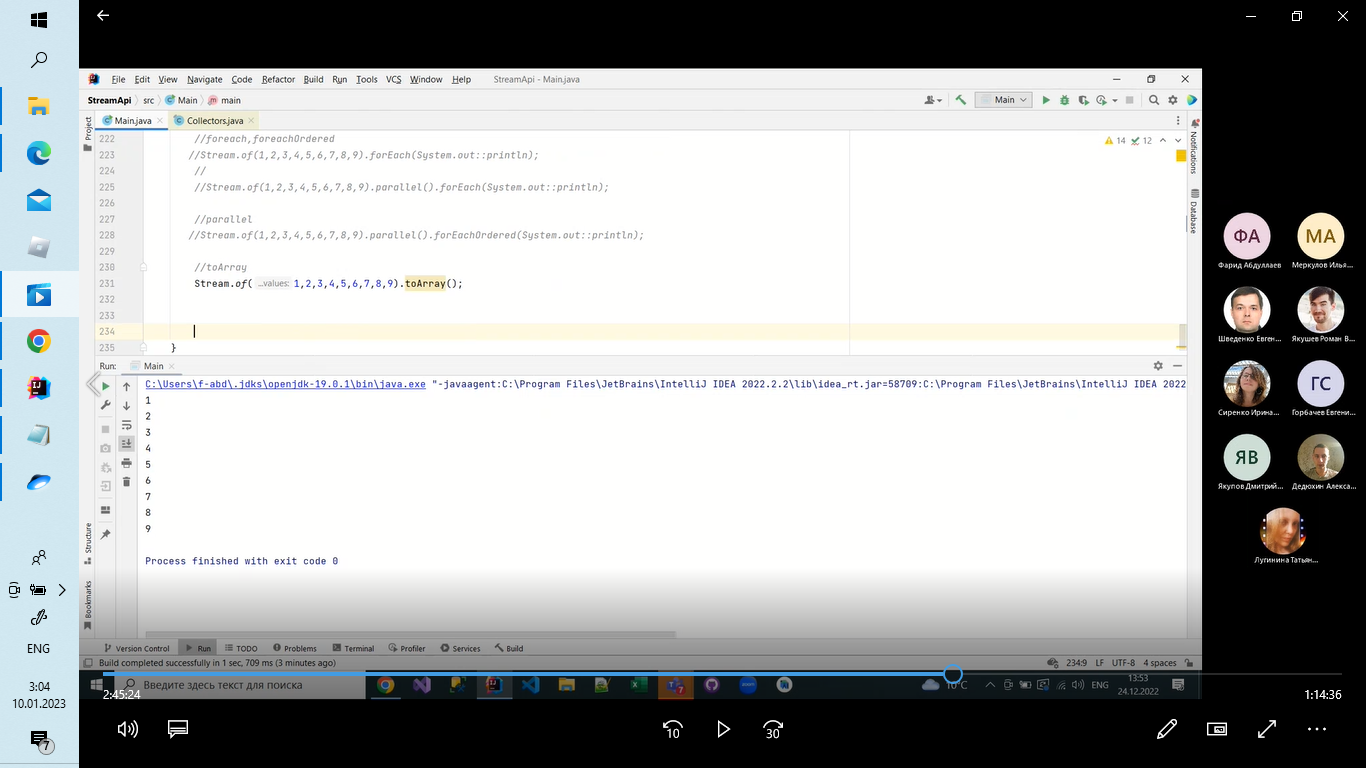 File Edit View Navigate Code Refactor Build Run Tools VCS Window Help StreamApi - Main.java
StreamApi src Main main
Main
Main.java Collectors.java
Project
222 //foreach,foreachOrdered
14 12
223 //Stream.of(1,2,3,4,5,6,7,8,9).forEach(System.out::println);
224 //
225 //Stream.of(1,2,3,4,5,6,7,8,9).parallel().forEach(System.out::println);
226
227 //parallel
228 //Stream.of(1,2,3,4,5,6,7,8,9).parallel().forEachOrdered(System.out::println);
229
230 //toArray
231 Stream.of( ...values: 1,2,3,4,5,6,7,8,9).toArray();
232
233
234
235 }
Notifications
Database
Run: Main
C:\Users\f-abd\.jdks\openjdk-19.0.1\bin\java.exe "-javaagent:C:\Program Files\JetBrains\IntelliJ IDEA 2022.2.2\lib\idea_rt.jar=58709:C:\Program Files\JetBrains\IntelliJ IDEA 2022
1
2
3
4
5
6
7
8
9
Process finished with exit code 0
Structure
Bookmarks
Version Control Run TODO Problems Terminal Profiler Services Build
Build completed successfully in 1 sec, 709 ms (3 minutes ago)
234:9 LF UTF-8 4 spaces
Введите здесь текст для поиска
7
10°C
ENG
13:53
24.12.2022
2:45:24
1:14:36
10
30
ФА
МА
Фарид Абдуллаев
Меркулов Илья...
Шведенко Евген...
Якушев Роман В...
ГС
Сиренко Ирина...
Горбачев Евгени...
ЯВ
Якупов Дмитрий...
Дедюхин Алекса...
Лугинина Татьян...
ENG
3:04
10.01.2023
7